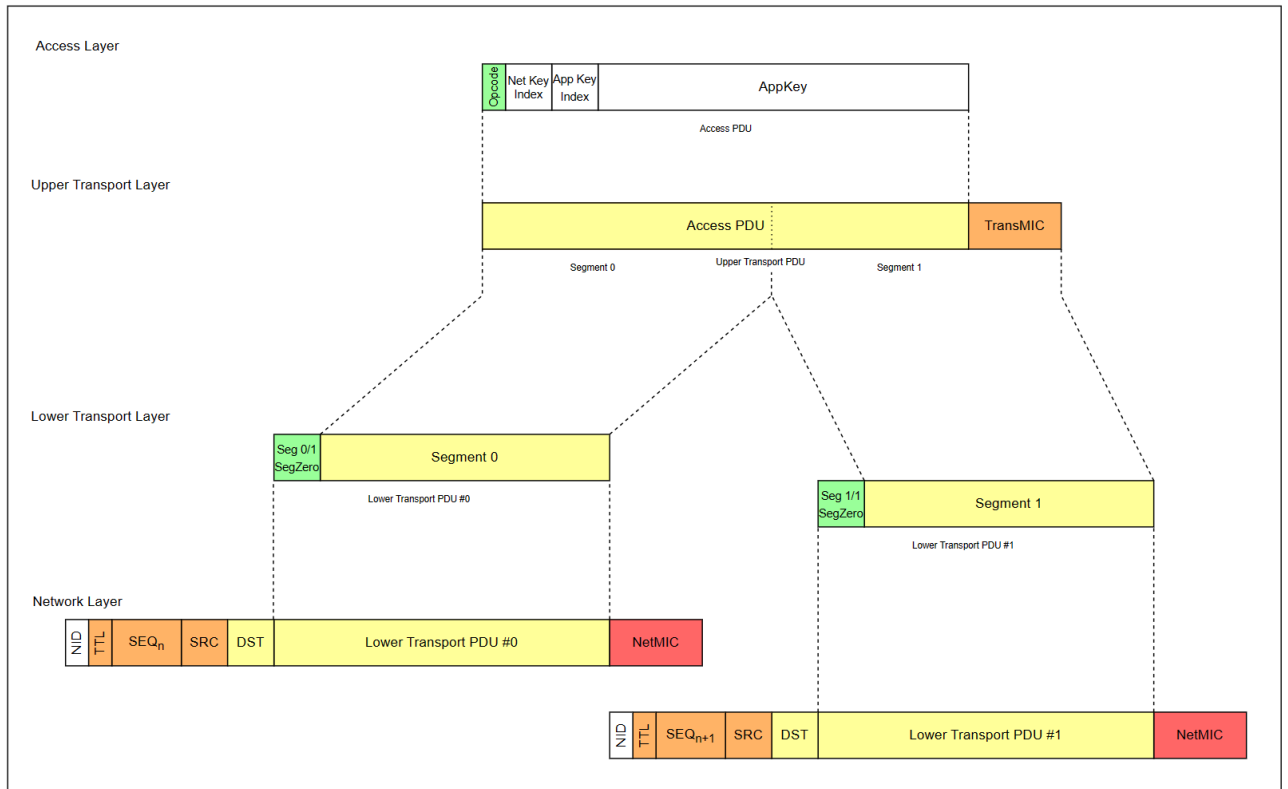 Access Layer
Opcode
Net Key
Index
App Key
Index
AppKey
Access PDU
Upper Transport Layer
Access PDU
TransMIC
Segment 0
Upper Transport PDU
Segment 1
Lower Transport Layer
Seg 0/1
SegZero
Segment 0
Lower Transport PDU #0
Seg 1/1
SegZero
Segment 1
Lower Transport PDU #1
Network Layer
NID
TTL
SEQn
SRC
DST
Lower Transport PDU #0
NetMIC
NID
TTL
SEQn+1
SRC
DST
Lower Transport PDU #1
NetMIC